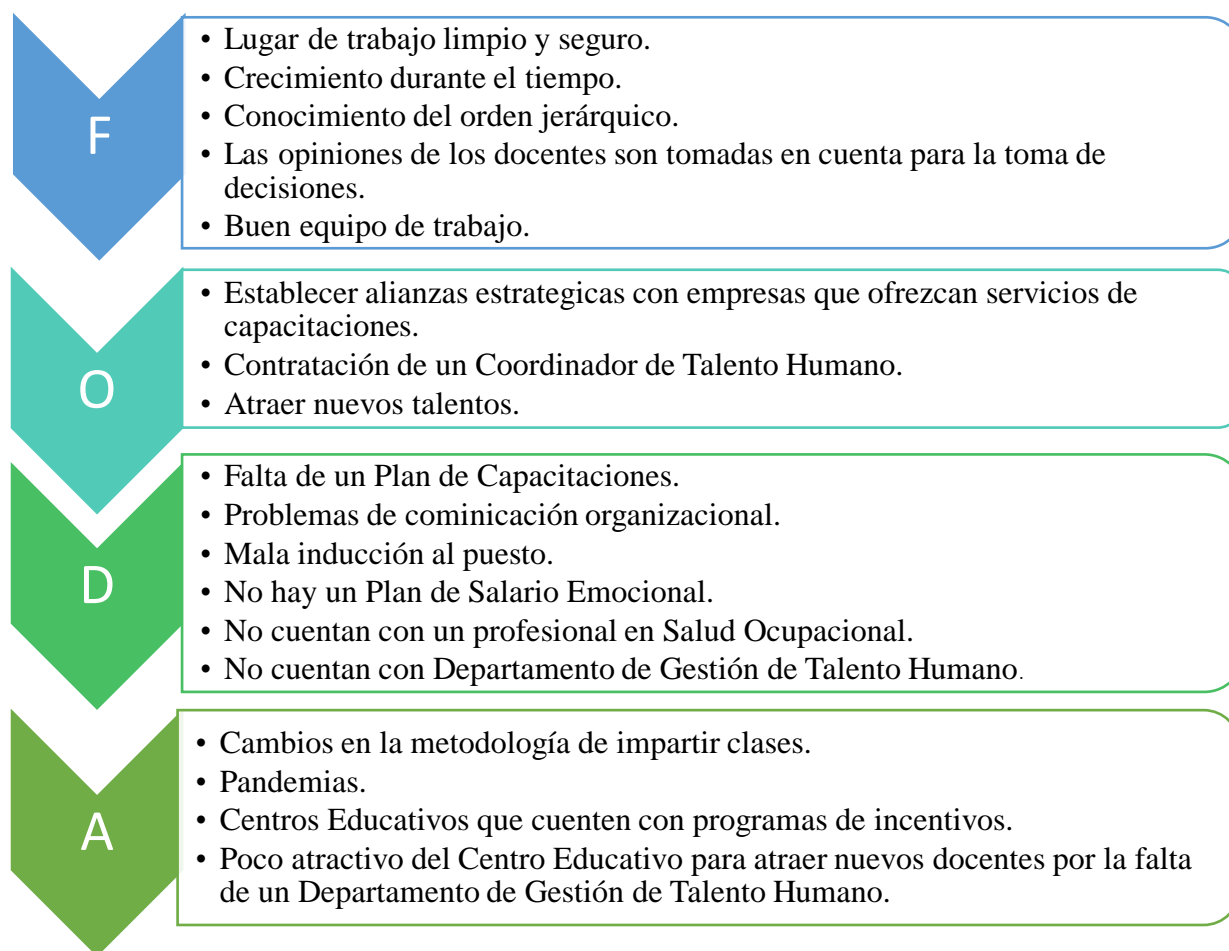 F
• Lugar de trabajo limpio y seguro.
• Crecimiento durante el tiempo.
• Conocimiento del orden jerárquico.
• Las opiniones de los docentes son tomadas en cuenta para la toma de
decisiones.
• Buen equipo de trabajo.
O
• Establecer alianzas estrategicas con empresas que ofrezcan servicios de
capacitaciones.
• Contratación de un Coordinador de Talento Humano.
• Atraer nuevos talentos.
D
• Falta de un Plan de Capacitaciones.
• Problemas de cominicación organizacional.
• Mala inducción al puesto.
• No hay un Plan de Salario Emocional.
• No cuentan con un profesional en Salud Ocupacional.
• No cuentan con Departamento de Gestión de Talento Humano.
A
• Cambios en la metodología de impartir clases.
• Pandemias.
• Centros Educativos que cuenten con programas de incentivos.
• Poco atractivo del Centro Educativo para atraer nuevos docentes por la falta
de un Departamento de Gestión de Talento Humano.